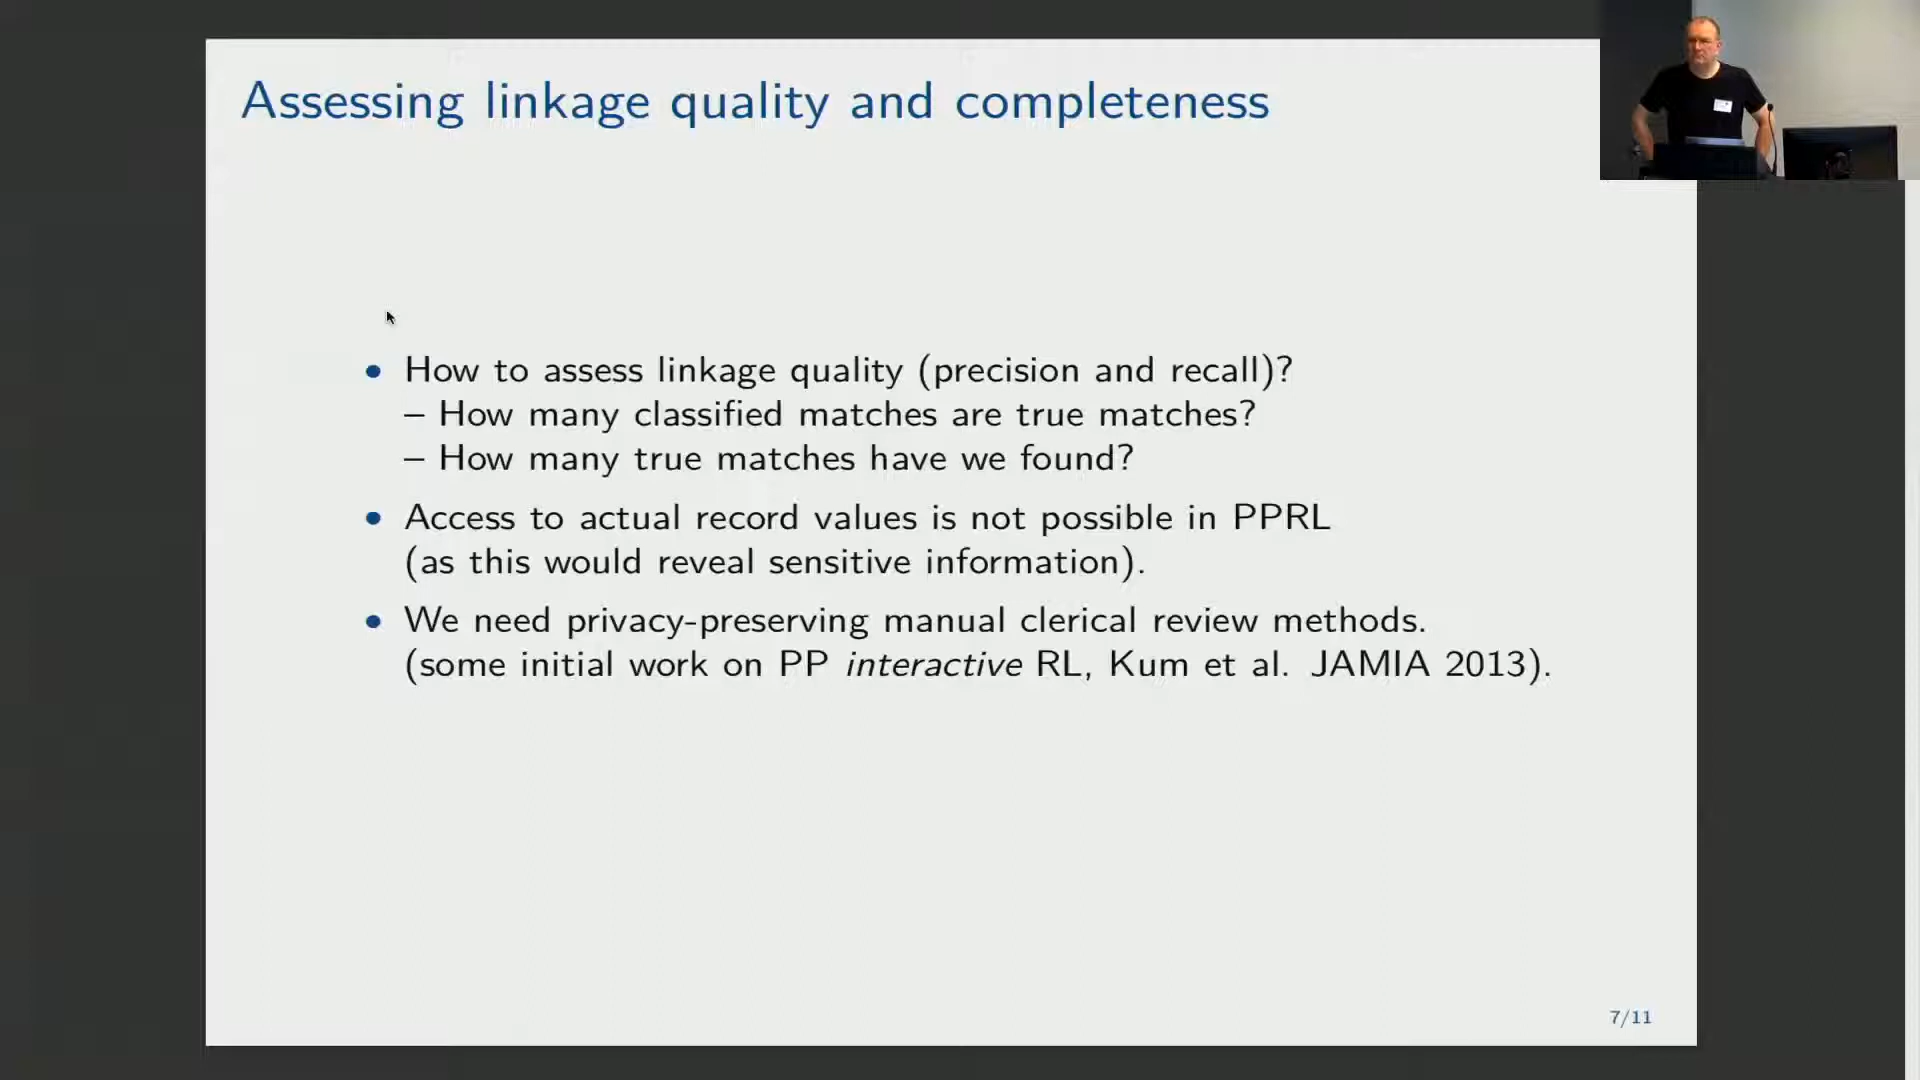 Assessing linkage quality and completeness
• How to assess linkage quality (precision and recall)?
– How many classified matches are true matches?
– How many true matches have we found?
• Access to actual record values is not possible in PPRL
(as this would reveal sensitive information).
• We need privacy-preserving manual clerical review methods.
(some initial work on PP interactive RL, Kum et al. JAMIA 2013).
7/11